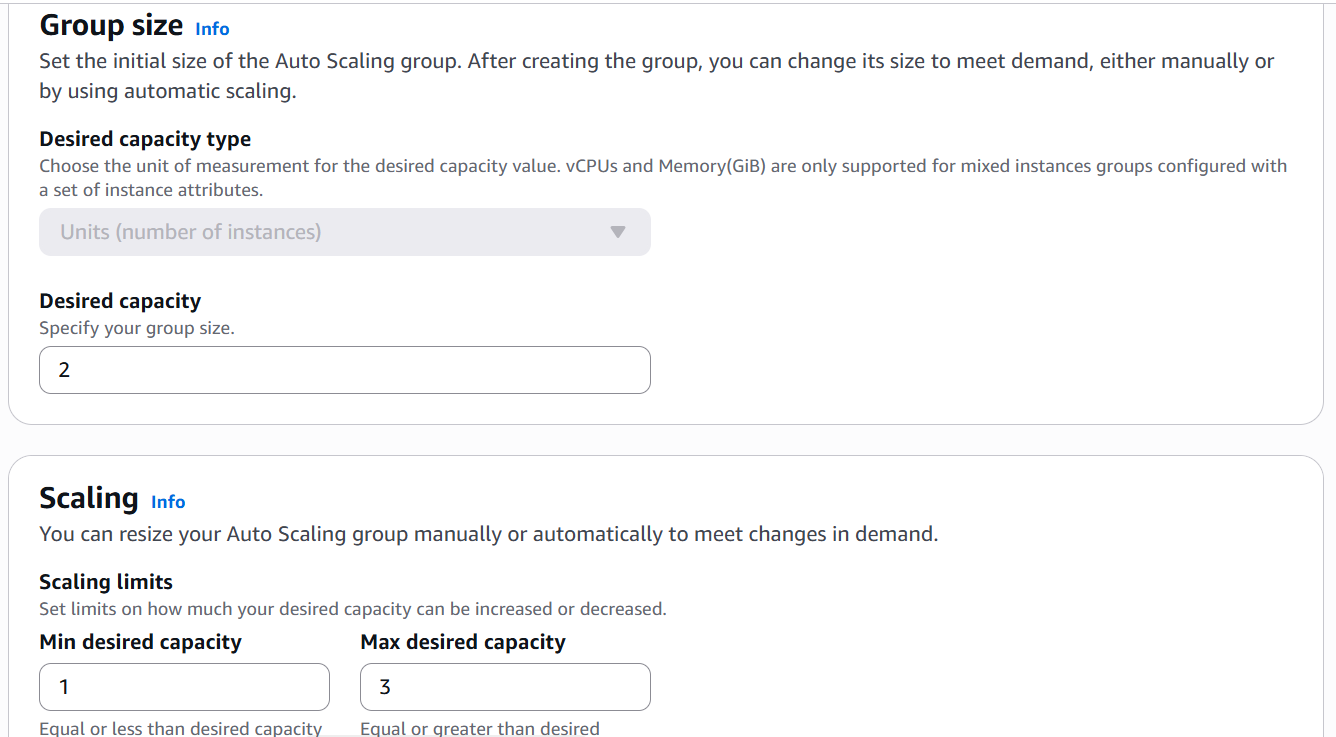 Group size Info
Set the initial size of the Auto Scaling group. After creating the group, you can change its size to meet demand, either manually or
by using automatic scaling.
Desired capacity type
Choose the unit of measurement for the desired capacity value. vCPUs and Memory(GiB) are only supported for mixed instances groups configured with
a set of instance attributes.
Units (number of instances)
Desired capacity
Specify your group size.
2
Scaling Info
You can resize your Auto Scaling group manually or automatically to meet changes in demand.
Scaling limits
Set limits on how much your desired capacity can be increased or decreased.
Min desired capacity Max desired capacity
1 3
Equal or less than desired capacity Equal or greater than desired